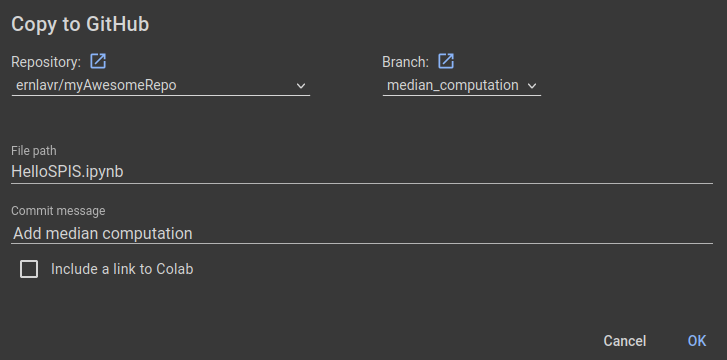 Copy to GitHub
Repository: Branch:
ernlavr/myAwesomeRepo median_computation
File path
HelloSPIS.ipynb
Commit message
Add median computation
Include a link to Colab
Cancel OK